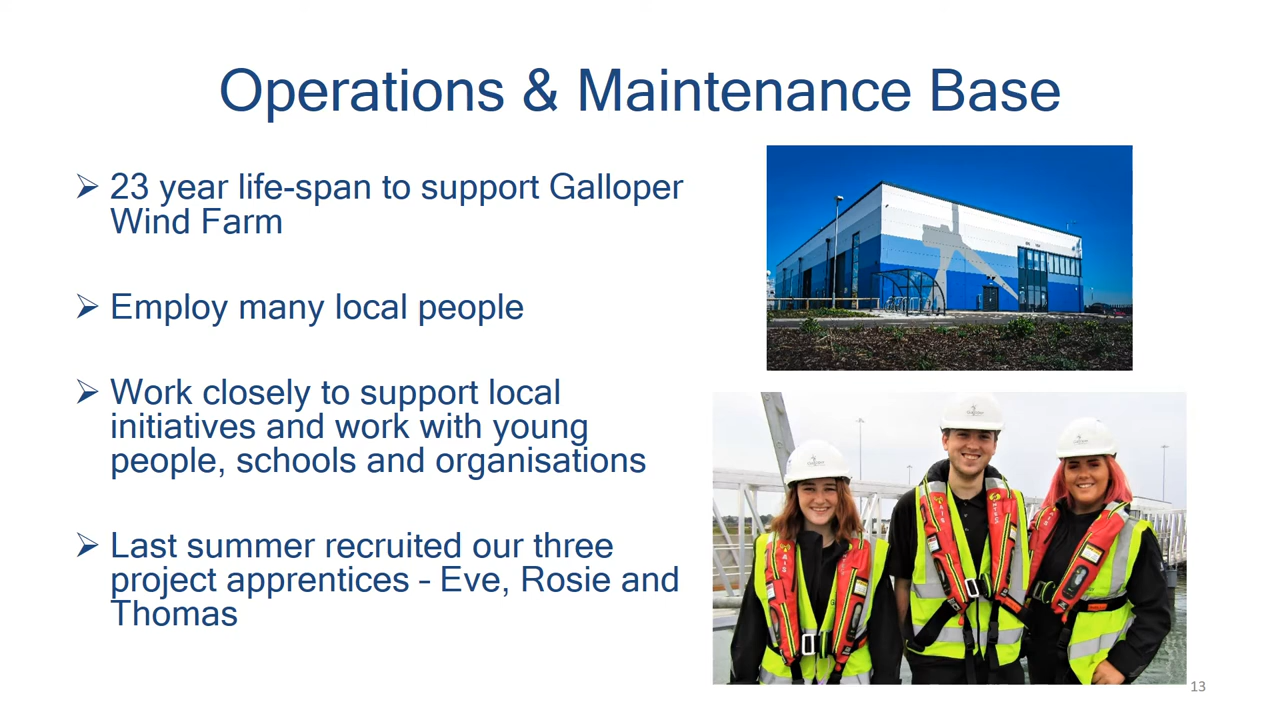 Operations & Maintenance Base
➢ 23 year life-span to support Galloper
Wind Farm
➢ Employ many local people
➢ Work closely to support local
initiatives and work with young
people, schools and organisations
➢ Last summer recruited our three
project apprentices – Eve, Rosie and
Thomas
13